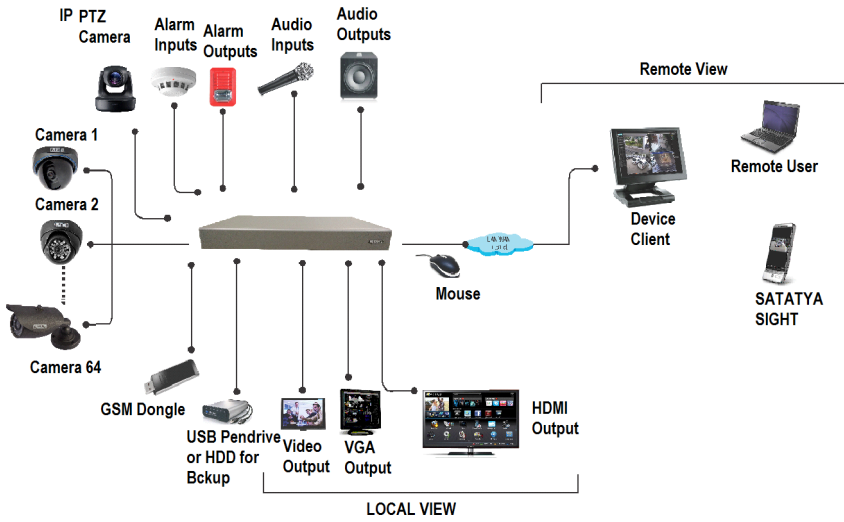 IP PTZ
Camera
Alarm
Inputs
Alarm
Outputs
Audio
Inputs
Audio
Outputs
Remote View
Camera 1
Camera 2
Camera 64
Remote User
Device
Client
Mouse
SATATYA
SIGHT
GSM Dongle
USB Pendrive
or HDD for
Bckup
Video
Output
VGA
Output
HDMI
Output
LOCAL VIEW